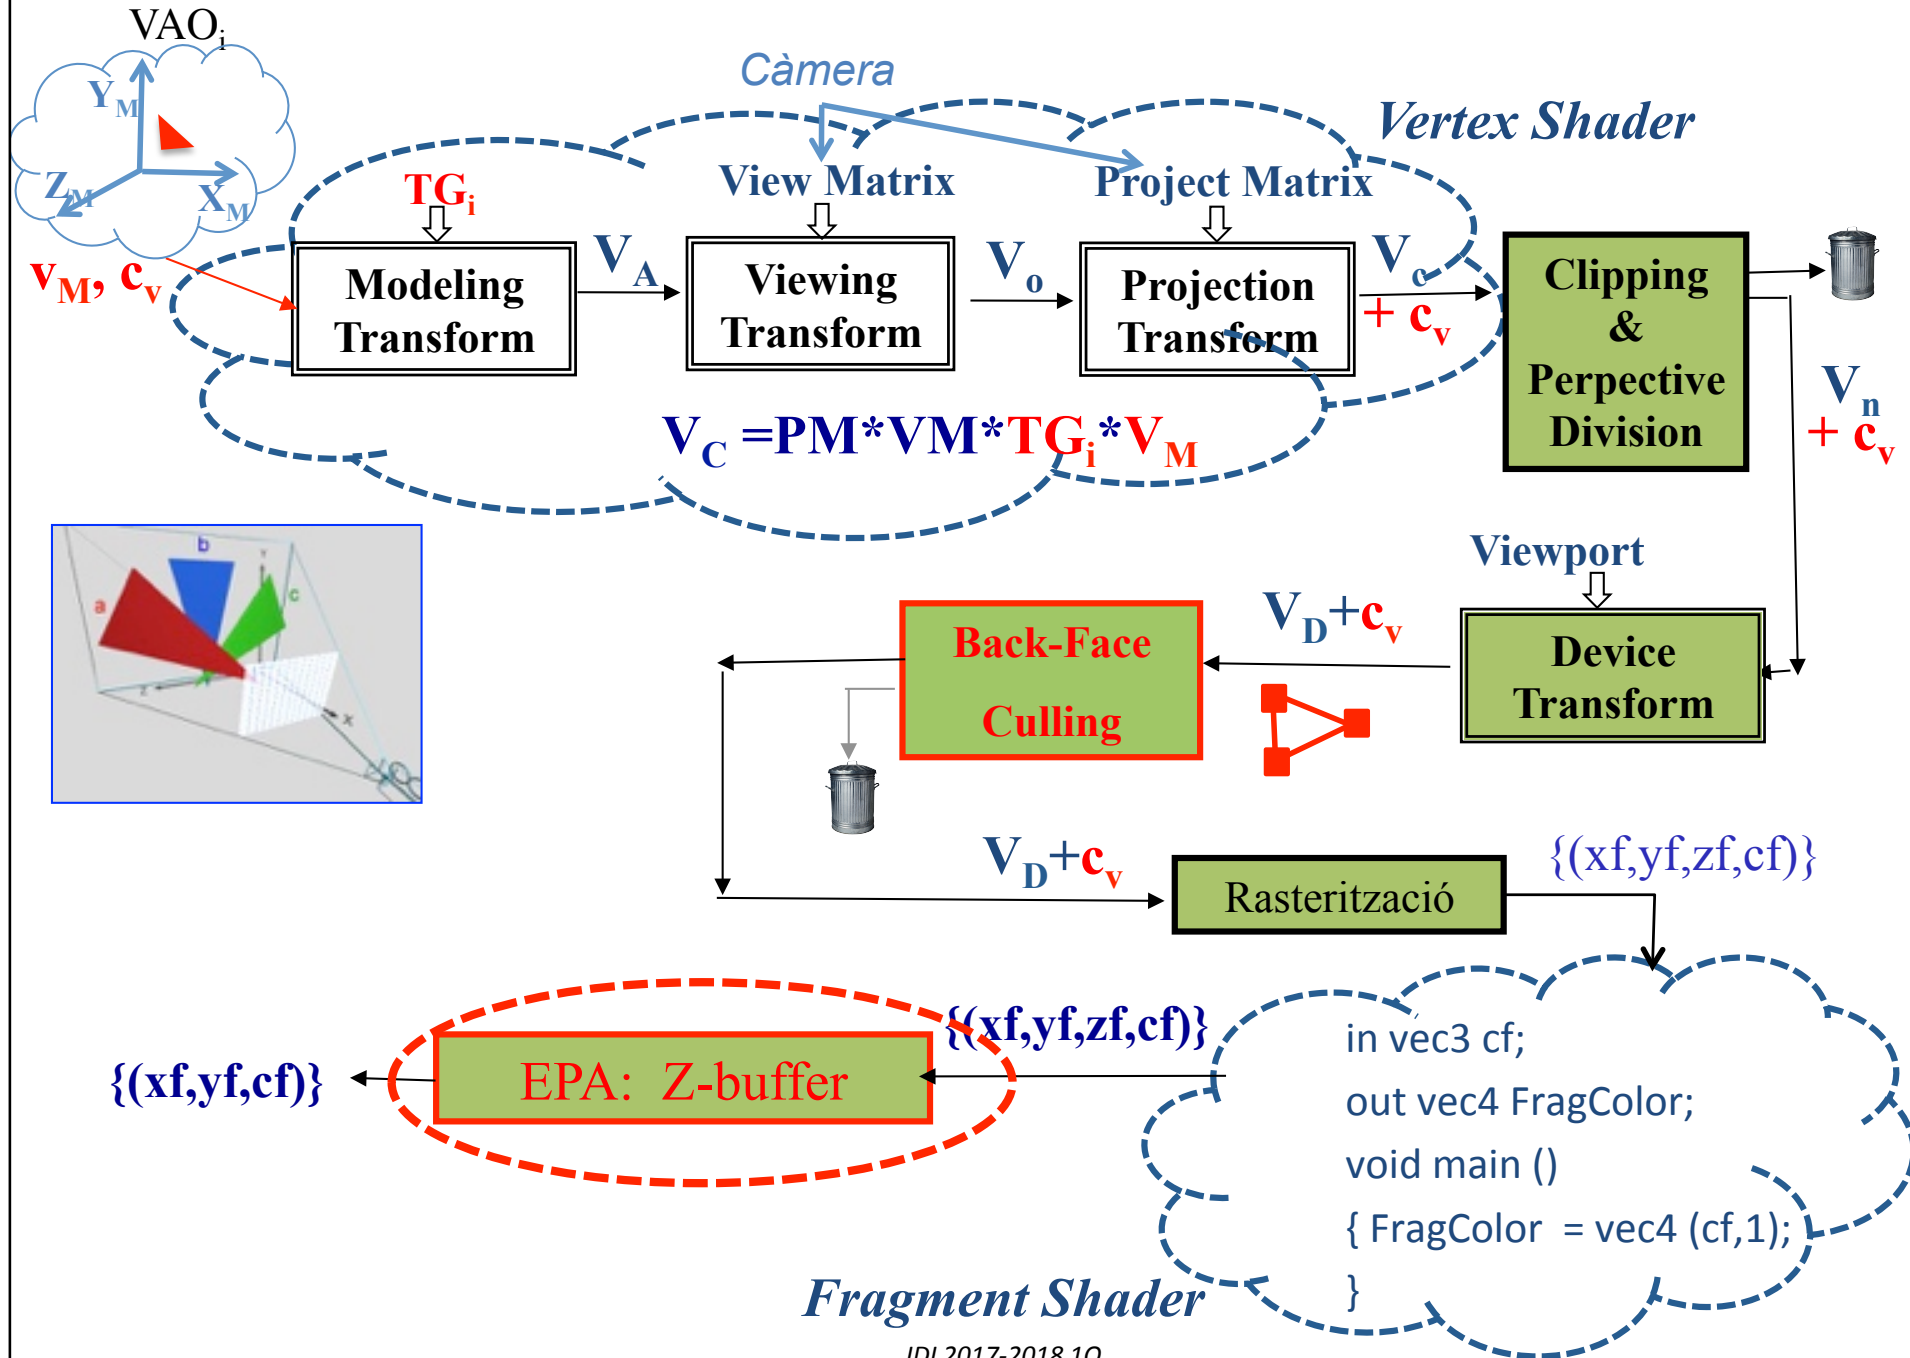 VAOi
YM
ZM
XM
vM, cv
Càmera
Vertex Shader
TGi
View Matrix
Project Matrix
Modeling
Transform
VA
Viewing
Transform
Vo
Projection
Transform
Vc
+ cv
Clipping
&
Perpective
Division
Vn
+ cv
VC =PM*VM*TGi*VM
a
b
c
Y
Z
X
Viewport
Device
Transform
VD+cv
Back-Face
Culling
VD+cv
Rasterització
{(xf,yf,zf,cf)}
in vec3 cf;
out vec4 FragColor;
void main ()
{ FragColor = vec4 (cf,1);
}
Fragment Shader
{(xf,yf,zf,cf)}
EPA: Z-buffer
{(xf,yf,cf)}
IDI 2017-2018 1Q